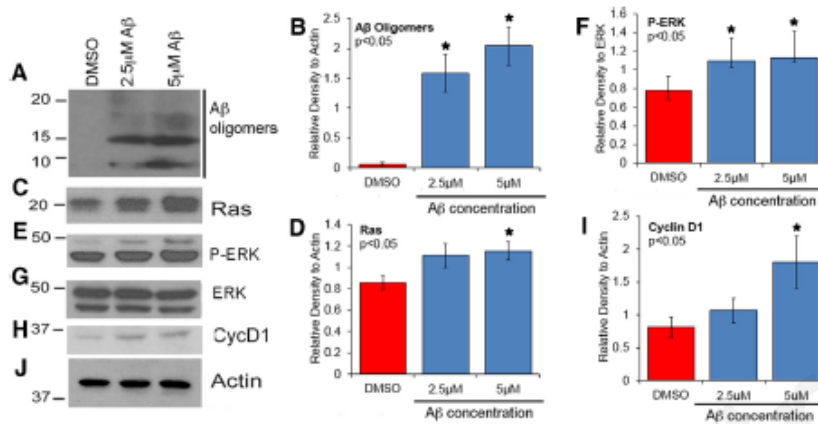 A
DMSO
2.5µM Aβ
5µM Aβ
20
15
10
Aβ
oligomers
C
20
Ras
E
50
P-ERK
G
50
ERK
H
37
CycD1
J
37
Actin
B
Aβ Oligomers
p<0.05
Relative Density to Actin
2.5
2
1.5
1
0.5
0
*
*
DMSO
2.5µM
5µM
Aβ concentration
D
Ras
p<0.05
Relative Density to Actin
1.4
1.2
1
0.8
0.6
0.4
0.2
0
*
DMSO
2.5µM
5µM
Aβ concentration
F
P-ERK
p<0.05
Relative Density to ERK
1.6
1.4
1.2
1
0.8
0.6
0.4
0.2
0
*
*
DMSO
2.5µM
5µM
Aβ concentration
I
Cyclin D1
p<0.05
Relative Density to Actin
2.5
2
1.5
1
0.5
0
*
DMSO
2.5µM
5µM
Aβ concentration